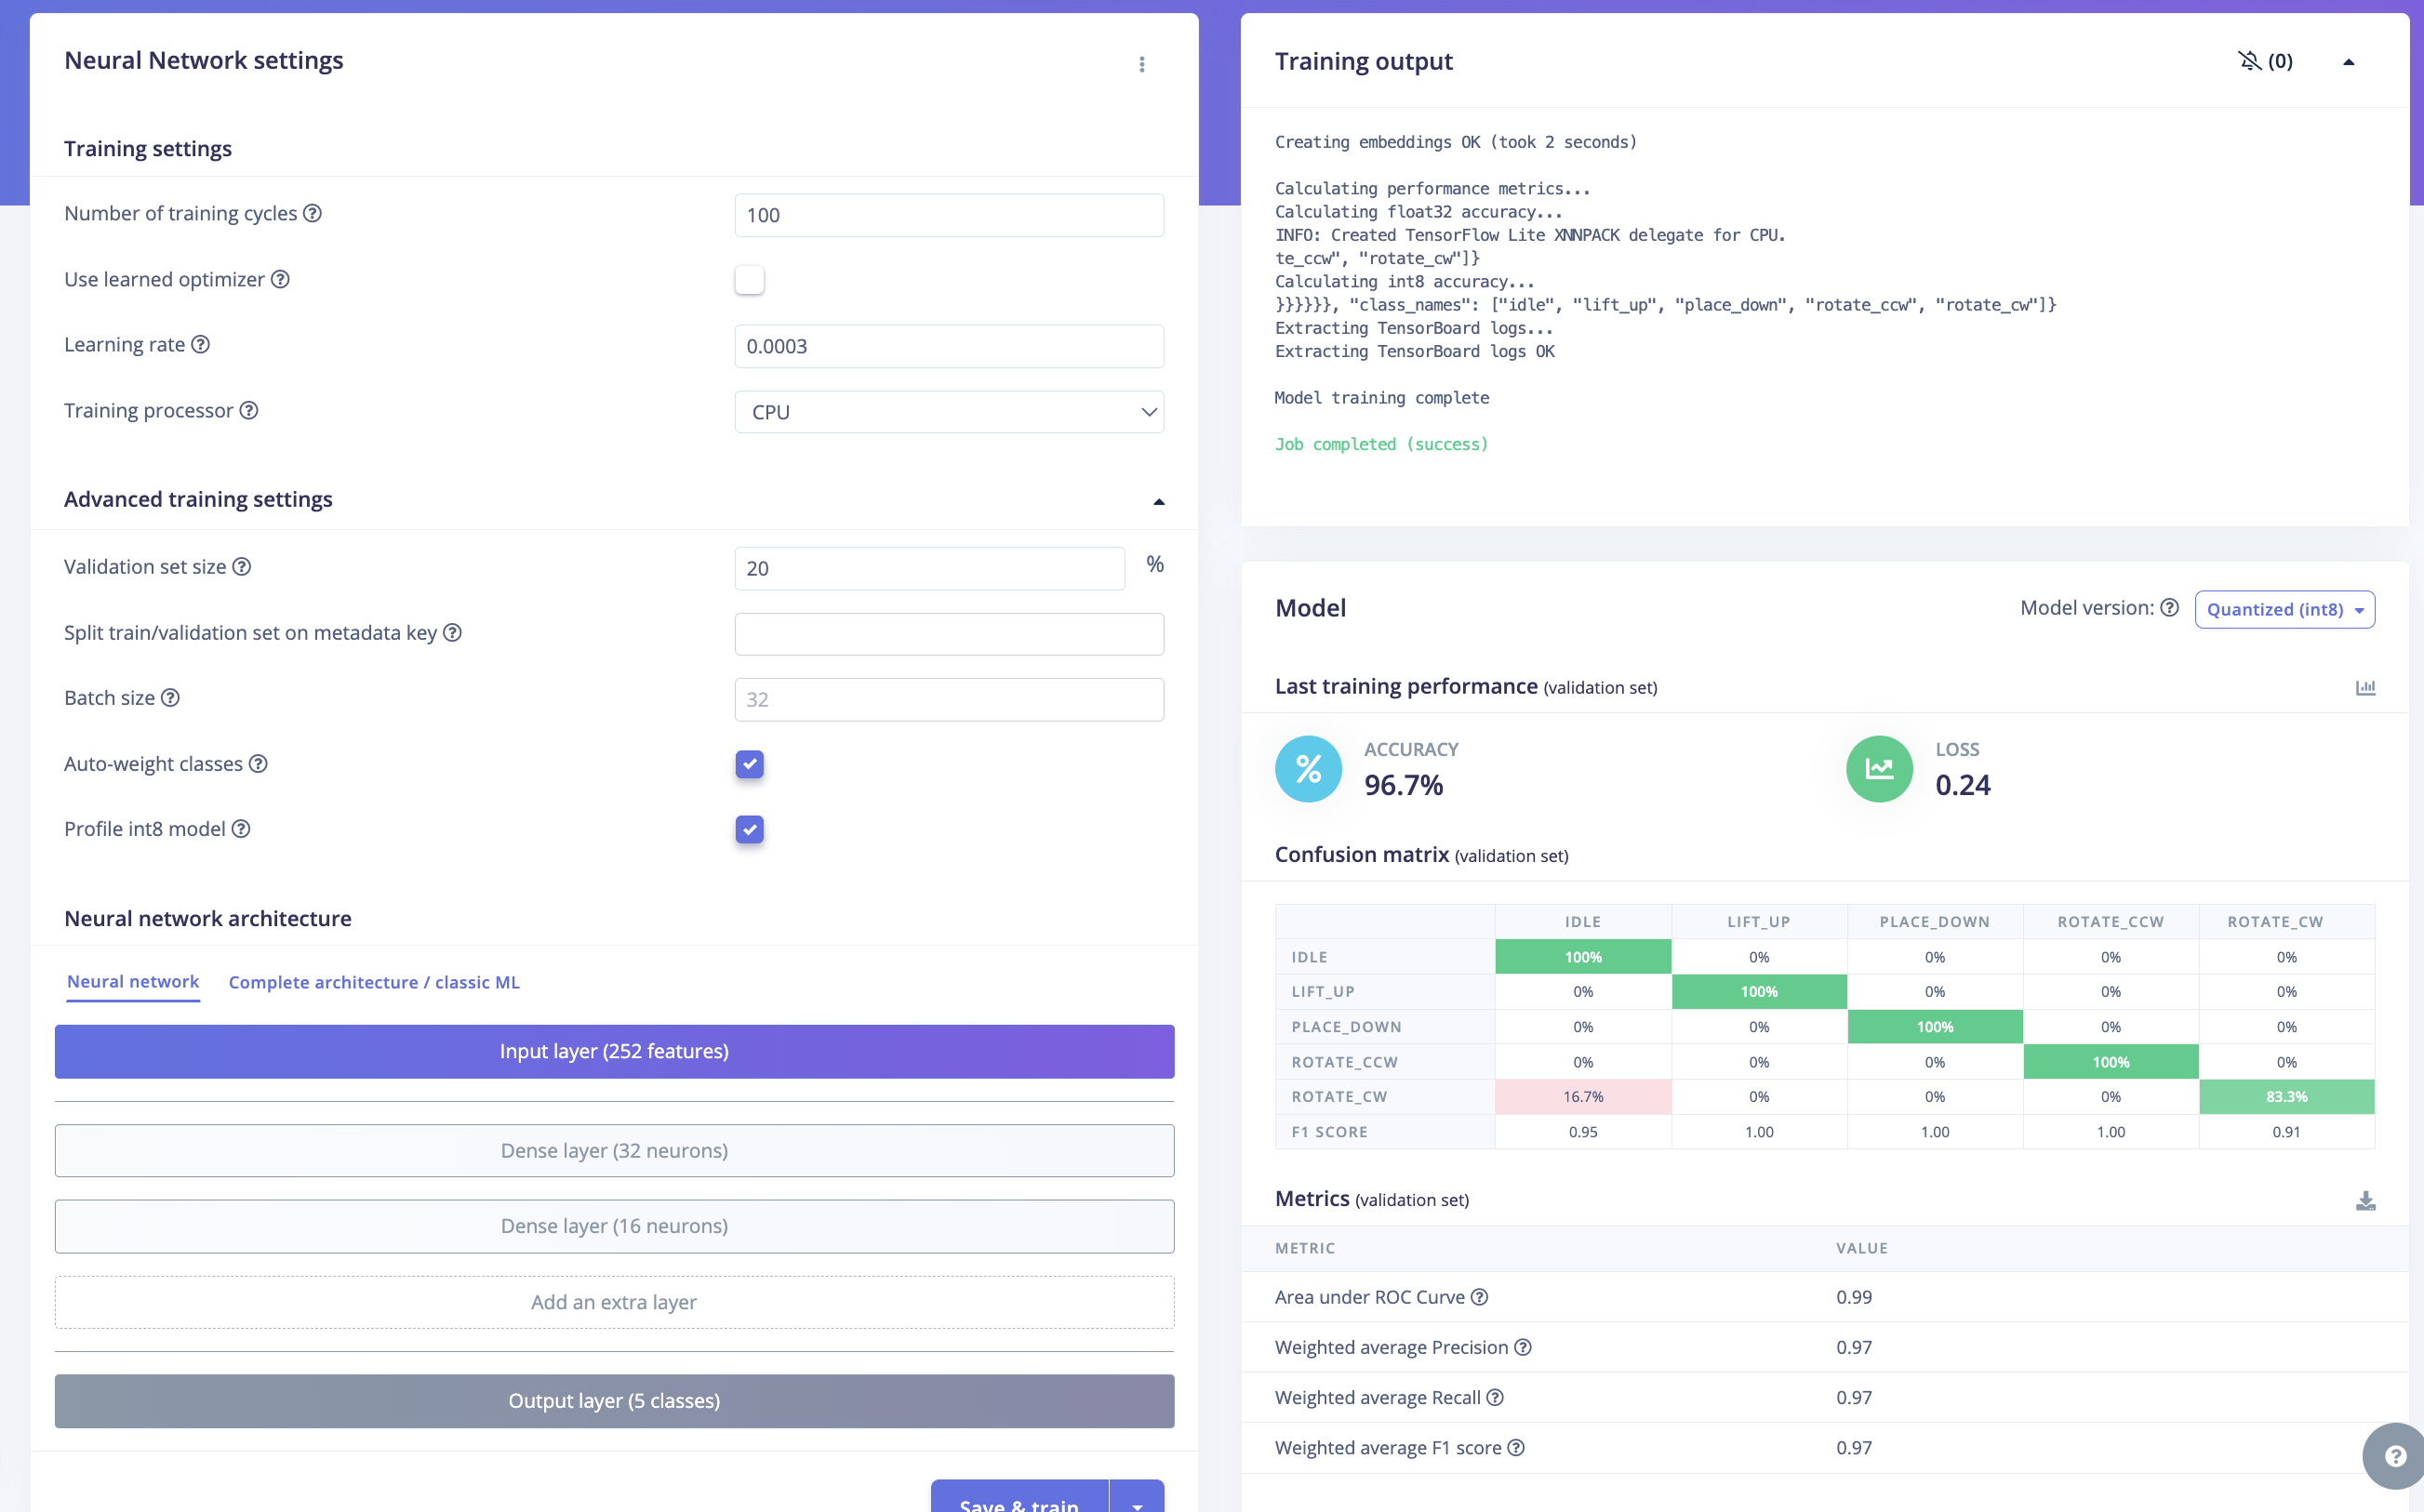 Neural Network settings
Training settings
Number of training cycles
100
Use learned optimizer
Learning rate
0.0003
Training processor
CPU
Advanced training settings
Validation set size
20
%
Split train/validation set on metadata key
Batch size
32
Auto-weight classes
Profile int8 model
Neural network architecture
Neural network Complete architecture / classic ML
Input layer (252 features)
Dense layer (32 neurons)
Dense layer (16 neurons)
Add an extra layer
Output layer (5 classes)
Save & train
Training output
(0)
Creating embeddings OK (took 2 seconds)
Calculating performance metrics...
Calculating float32 accuracy...
INFO: Created TensorFlow Lite XNNPACK delegate for CPU.
te_ccw", "rotate_cw"]}
Calculating int8 accuracy...
}}}}}}, "class_names": ["idle", "lift_up", "place_down", "rotate_ccw", "rotate_cw"]}
Extracting TensorBoard logs...
Extracting TensorBoard logs OK
Model training complete
Job completed (success)
Model
Model version: Quantized (int8)
Last training performance (validation set)
%
ACCURACY
96.7%
LOSS
0.24
Confusion matrix (validation set)
IDLE LIFT_UP PLACE_DOWN ROTATE_CCW ROTATE_CW
IDLE 100% 0% 0% 0% 0%
LIFT_UP 0% 100% 0% 0% 0%
PLACE_DOWN 0% 0% 100% 0% 0%
ROTATE_CCW 0% 0% 0% 100% 0%
ROTATE_CW 16.7% 0% 0% 0% 83.3%
F1 SCORE 0.95 1.00 1.00 1.00 0.91
Metrics (validation set)
METRIC VALUE
Area under ROC Curve 0.99
Weighted average Precision 0.97
Weighted average Recall 0.97
Weighted average F1 score 0.97